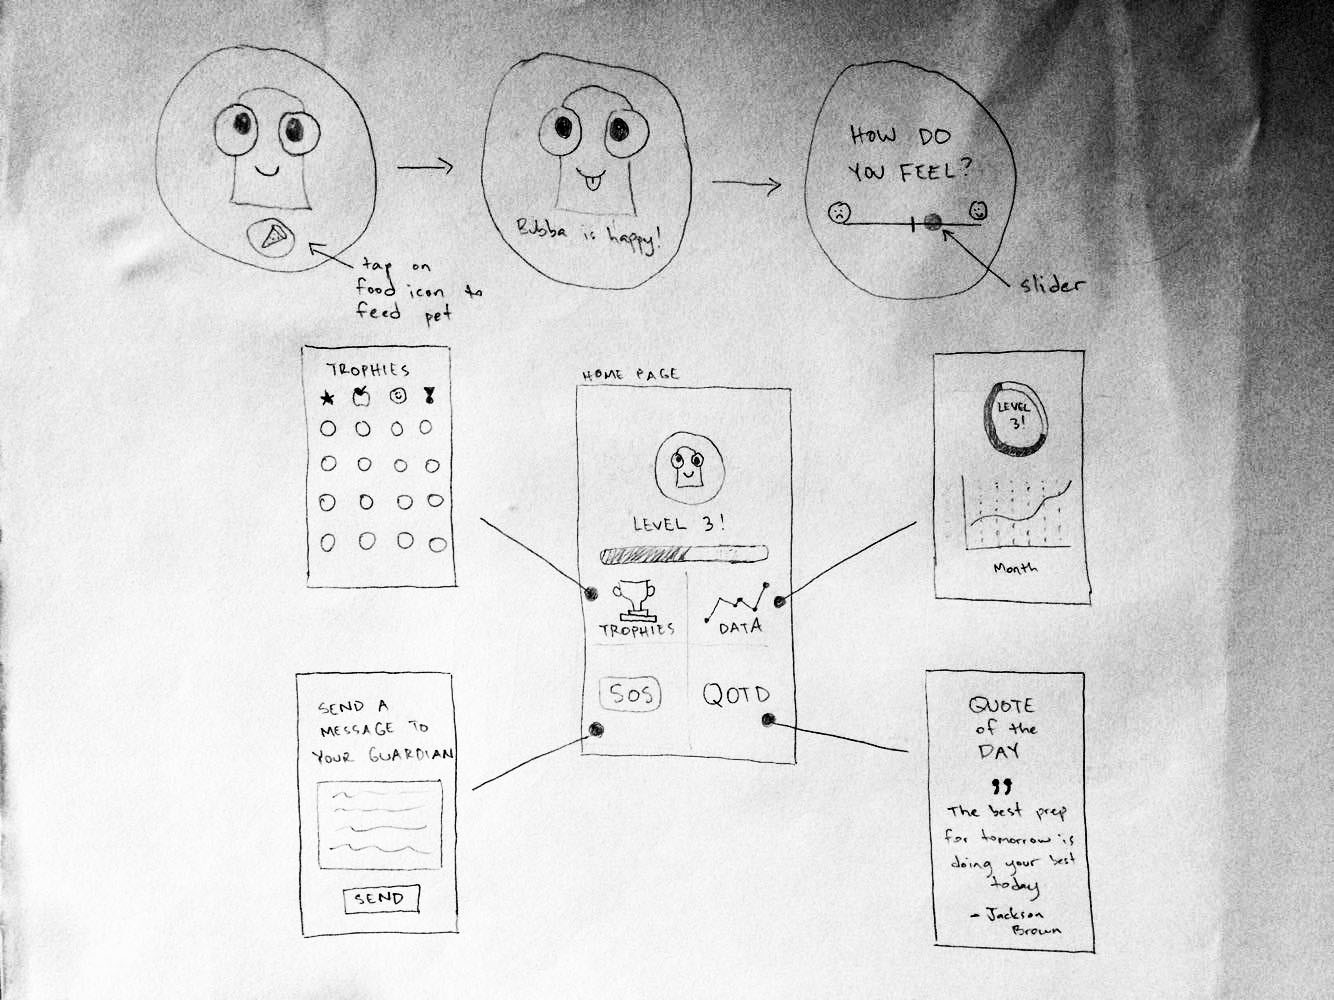 Bubba is happy!
HOW DO
YOU FEEL?
tap on
food icon to
feed pet
slider
TROPHIES
HOME PAGE
LEVEL 3!
TROPHIES
DATA
SOS
QOTD
LEVEL
3!
Month
SEND A
MESSAGE TO
YOUR GUARDIAN
SEND
QUOTE
of the
DAY
"
The best prep
for tomorrow is
doing your best
today
- Jackson
Brown